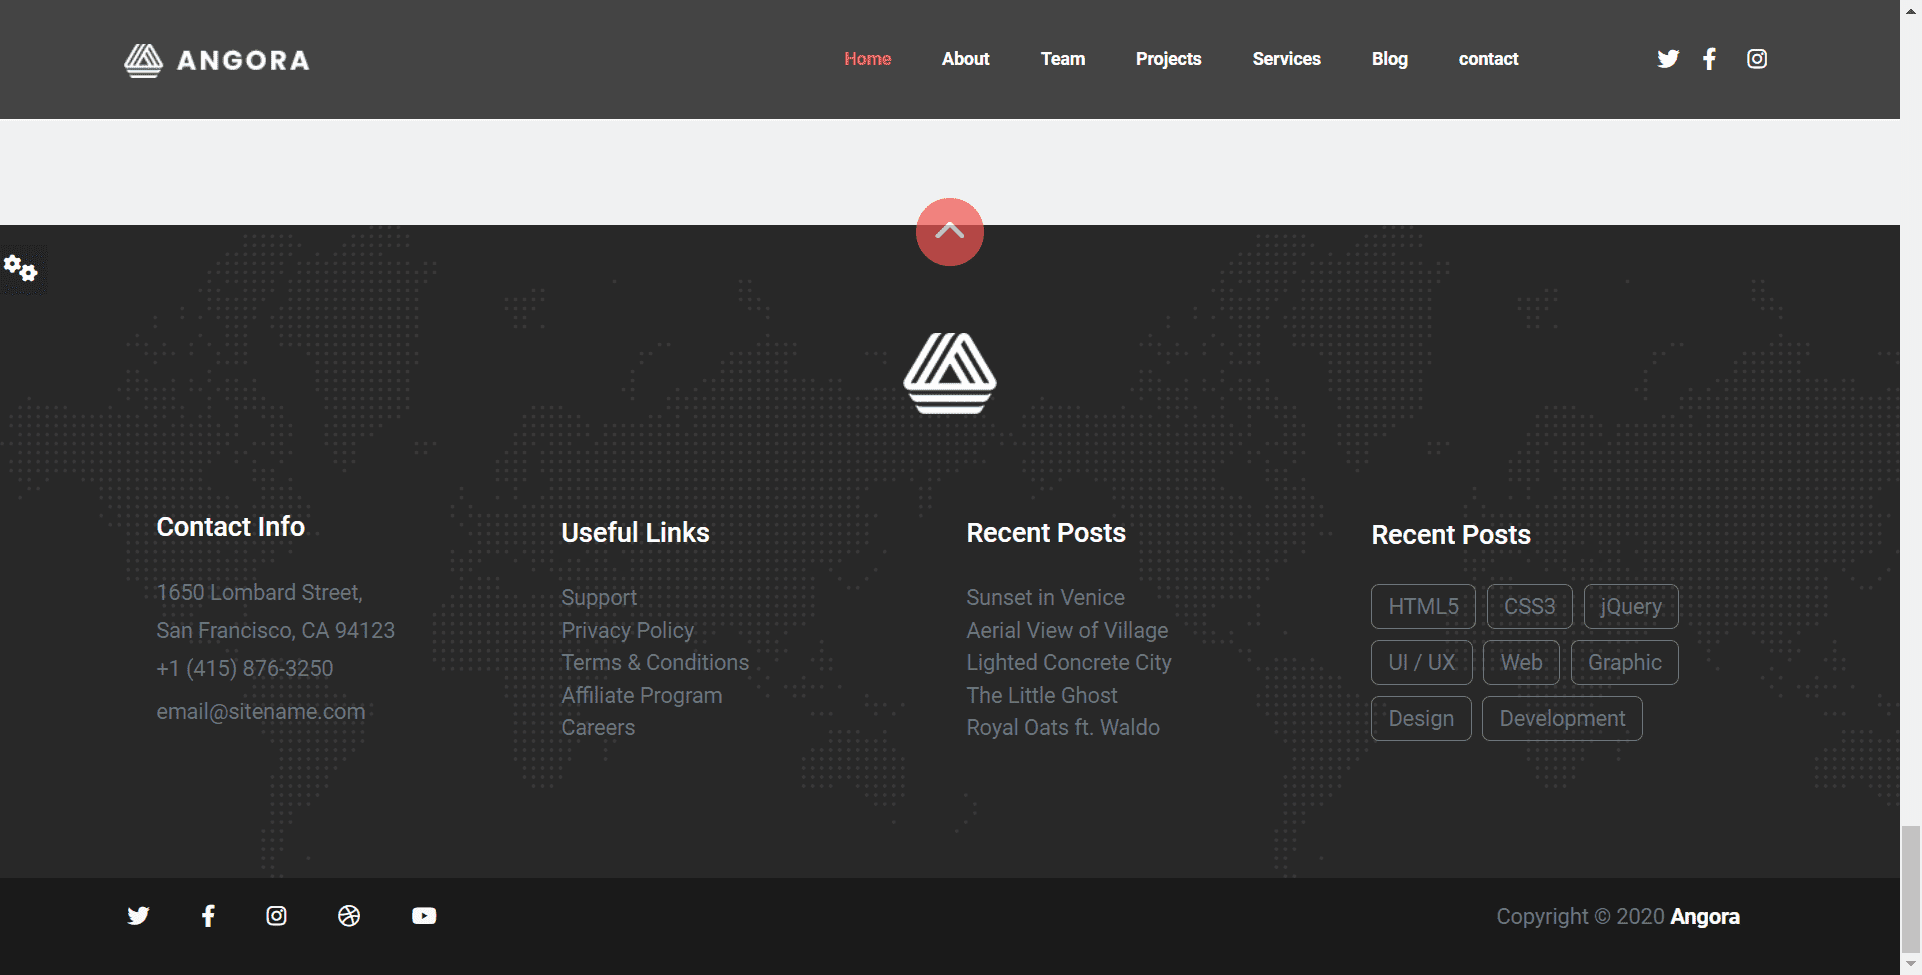 ANGORA
Home About Team Projects Services Blog contact
Contact Info
1650 Lombard Street,
San Francisco, CA 94123
+1 (415) 876-3250
email@sitename.com
Useful Links
Support
Privacy Policy
Terms & Conditions
Affiliate Program
Careers
Recent Posts
Sunset in Venice
Aerial View of Village
Lighted Concrete City
The Little Ghost
Royal Oats ft. Waldo
Recent Posts
HTML5 CSS3 jQuery
UI / UX Web Graphic
Design Development
Copyright © 2020 Angora